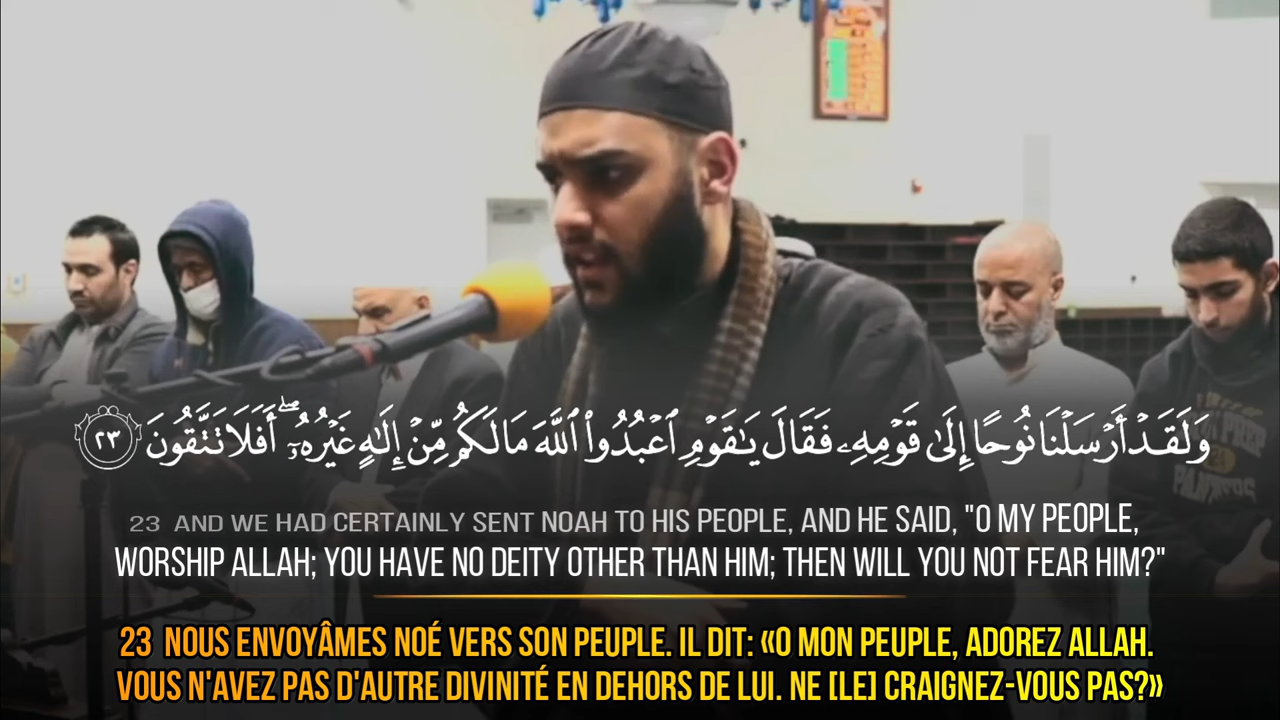 وَلَقَدْ أَرْسَلْنَا نُوحًا إِلَىٰ قَوْمِهِۦ فَقَالَ يَـٰقَوْمِ ٱعْبُدُوا۟ ٱللَّهَ مَا لَكُم مِّنْ إِلَـٰهٍ غَيْرُهُۥٓ ۖ أَفَلَا تَتَّقُونَ ٢٣
23 AND WE HAD CERTAINLY SENT NOAH TO HIS PEOPLE, AND HE SAID, "O MY PEOPLE,
WORSHIP ALLAH; YOU HAVE NO DEITY OTHER THAN HIM; THEN WILL YOU NOT FEAR HIM?"
23 NOUS ENVOYÂMES NOÉ VERS SON PEUPLE. IL DIT: «O MON PEUPLE, ADOREZ ALLAH.
VOUS N'AVEZ PAS D'AUTRE DIVINITÉ EN DEHORS DE LUI. NE [LE] CRAIGNEZ-VOUS PAS?»